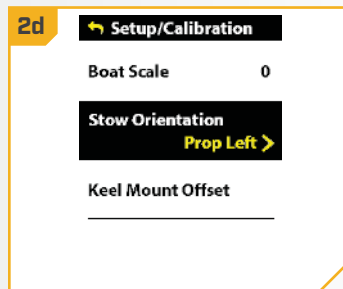 2d
Setup/Calibration
Boat Scale 0
Stow Orientation
Prop Left >
Keel Mount Offset